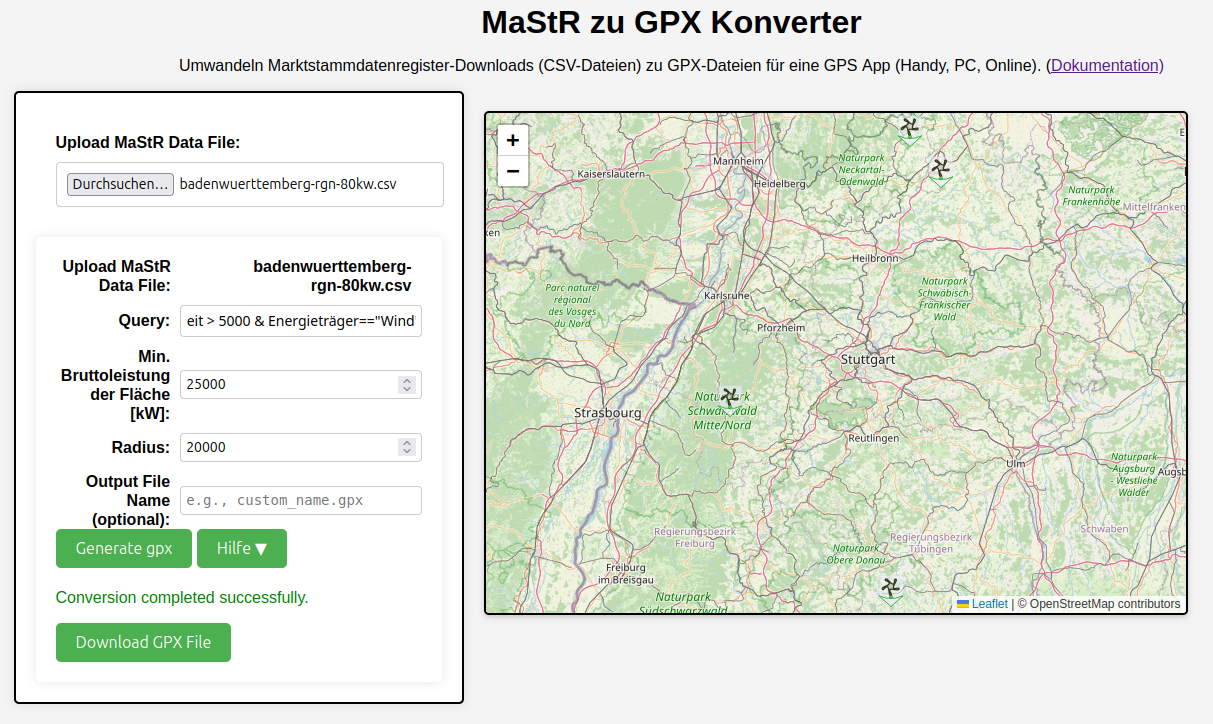 MaStR zu GPX Konverter
Umwandeln Marktstammdatenregister-Downloads (CSV-Dateien) zu GPX-Dateien für eine GPS App (Handy, PC, Online). (Dokumentation)
Upload MaStR Data File:
Durchsuchen... badenwuerttemberg-rgn-80kw.csv
Upload MaStR
Data File:
badenwuerttemberg-
rgn-80kw.csv
Query:
eit > 5000 & Energieträger=="Wind'
Min.
Bruttoleistung
der Fläche
[kW]:
25000
Radius:
20000
Output File
Name
(optional):
e.g., custom_name.gpx
Generate gpx
Hilfe ▼
Conversion completed successfully.
Download GPX File
+
−
Kaiserslautern
Mannheim
Heidelberg
Naturpark
Neckartal-
Odenwald
Naturpark
Frankenhöhe
Mittelfranken
ken
Heilbronn
Parc naturel
régional
des Vosges
du Nord
Karlsruhe
Naturpark
Schwäbisch-
Fränkischer
Wald
Pforzheim
Stuttgart
Naturpark
Schwarzwald
Mitte/Nord
Strasbourg
Reutlingen
Ulm
Naturpark
-Augsburg
- Westliche
Wälder
Augsb
Schwaben
Regierungsbezirk
Freiburg
Regierungsbezirk
Tübingen
Naturpark
Obere Donau
Freiburg
im Breisgau
Naturpark
Südschwarzwald
Leaflet | © OpenStreetMap contributors